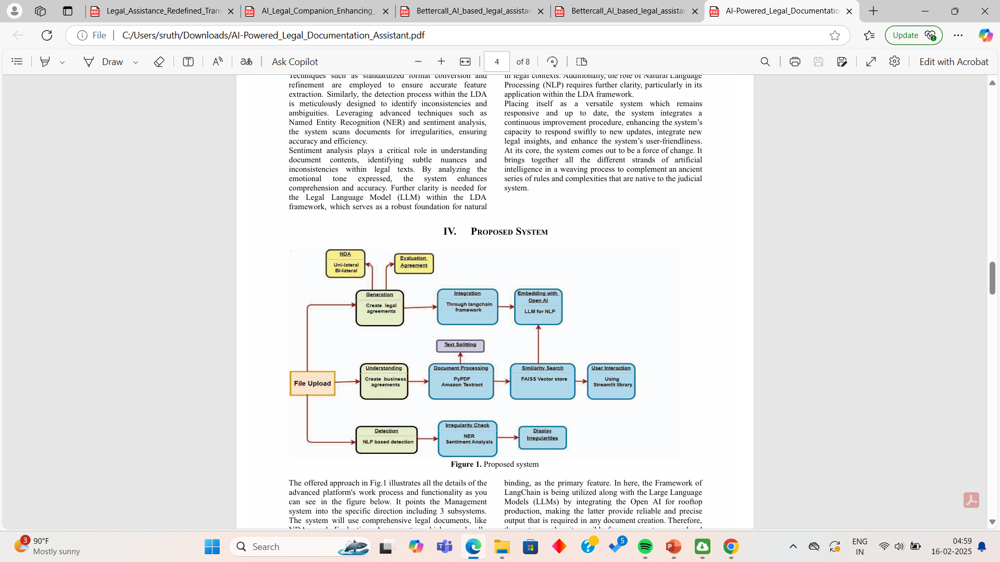 Legal_Assistance_Redefined_Trans
AI_Legal_Companion_Enhancing_
Bettercall_AI_based_legal_assistan
Bettercall_AI_based_legal_assistan
AI-Powered_Legal_Documentatio
File
C:/Users/sruth/Downloads/AI-Powered_Legal_Documentation_Assistant.pdf
Update
Draw
Ask Copilot
4
of 8
Edit with Acrobat
Techniques such as standardized format conversion and
refinement are employed to ensure accurate feature
extraction. Similarly, the detection process within the LDA
is meticulously designed to identify inconsistencies and
ambiguities. Leveraging advanced techniques such as
Named Entity Recognition (NER) and sentiment analysis,
the system scans documents for irregularities, ensuring
accuracy and efficiency.
Sentiment analysis plays a critical role in understanding
document contents, identifying subtle nuances and
inconsistencies within legal texts. By analyzing the
emotional tone expressed, the system enhances
comprehension and accuracy. Further clarity is needed for
the Legal Language Model (LLM) within the LDA
framework, which serves as a robust foundation for natural
in legal contexts. Additionally, the role of Natural Language
Processing (NLP) requires further clarity, particularly in its
application within the LDA framework.
Placing itself as a versatile system which remains
responsive and up to date, the system integrates a
continuous improvement procedure, enhancing the system's
capacity to respond swiftly to new updates, integrate new
legal insights, and enhance the system's user-friendliness.
At its core, the system comes out to be a force of change. It
brings together all the different strands of artificial
intelligence in a weaving process to complement an ancient
series of rules and complexities that are native to the judicial
system.
IV. PROPOSED SYSTEM
NDA
Uni-lateral
Bi-lateral
Evaluation
Agreement
Generation
Create legal
agreements
Integration
Through langchain
framework
Embedding with
Open AI
LLM for NLP
Text Splitting
File Upload
Understanding
Create business
agreements
Document Processing
PyPDF
Amazon Textract
Similarity Search
FAISS Vector store
User Interaction
Using
Streamlit library
Detection
NLP based detection
Irregularity Check
NER
Sentiment Analysis
Display
Irregularities
Figure 1. Proposed system
The offered approach in Fig.1 illustrates all the details of the
advanced platform's work process and functionality as you
can see in the figure below. It points the Management
system into the specific direction including 3 subsystems.
The system will use comprehensive legal documents, like
binding, as the primary feature. In here, the Framework of
LangChain is being utilized along with the Large Language
Models (LLMs) by integrating the Open AI for rooftop
production, making the latter provide reliable and precise
output that is required in any document creation. Therefore,
3
90°F
Mostly sunny
Search
5
ENG
IN
04:59
16-02-2025